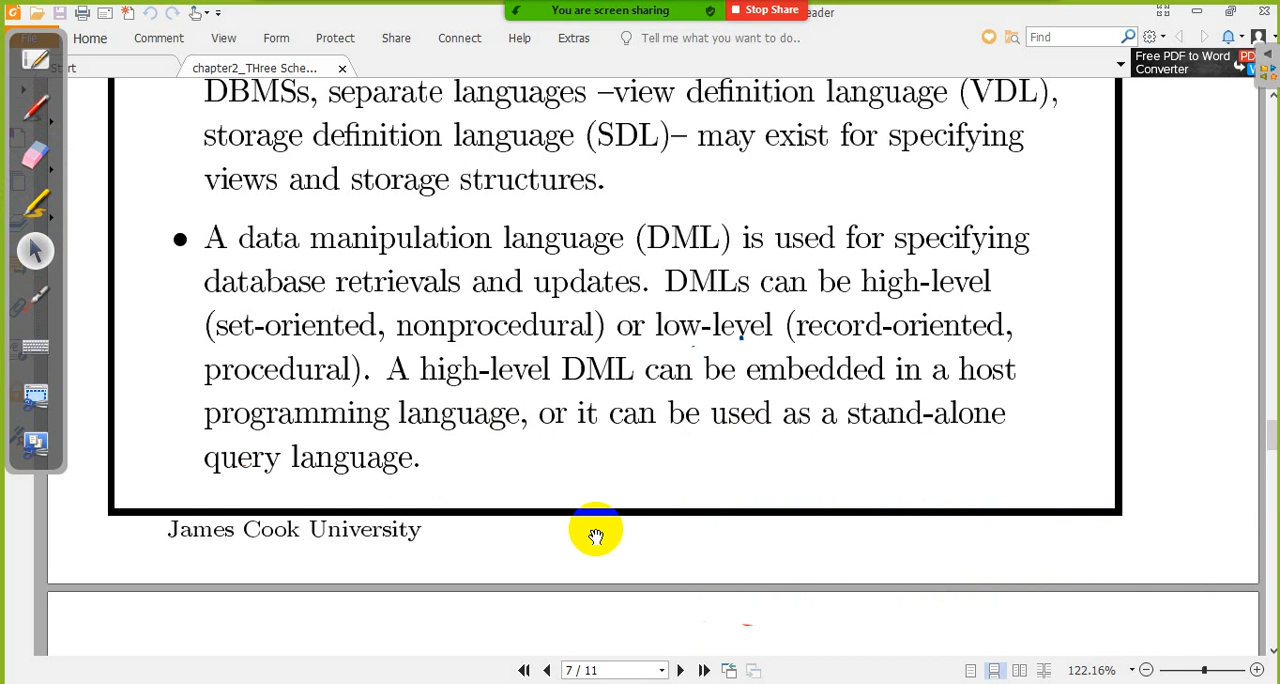 You are screen sharing
Stop Share
eader
File
Home
Comment
View
Form
Protect
Share
Connect
Help
Extras
Tell me what you want to do..
Find
tart
chapter2_THree Sche...
Free PDF to Word
Converter
DBMSs, separate languages –view definition language (VDL),
storage definition language (SDL)– may exist for specifying
views and storage structures.
• A data manipulation language (DML) is used for specifying
database retrievals and updates. DMLs can be high-level
(set-oriented, nonprocedural) or low-level (record-oriented,
procedural). A high-level DML can be embedded in a host
programming language, or it can be used as a stand-alone
query language.
James Cook University
7 / 11
122.16%